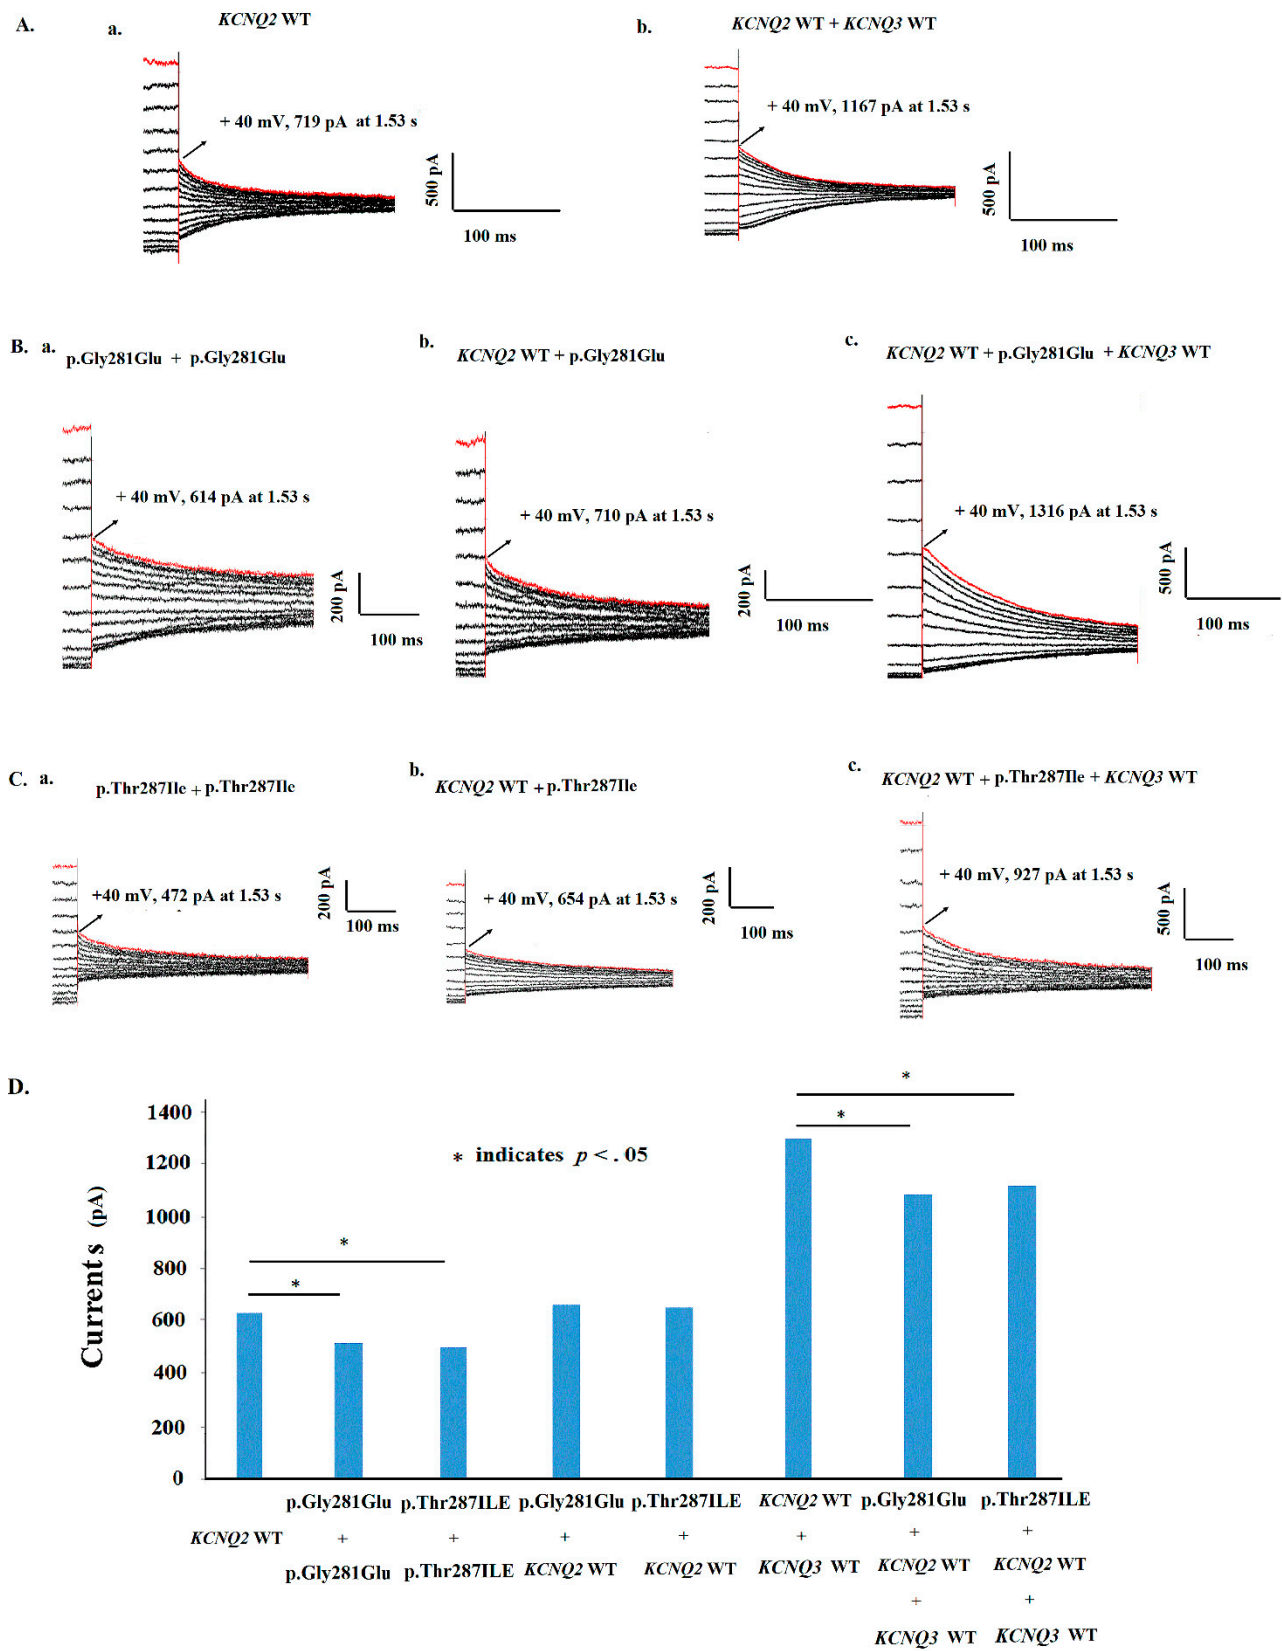 A.
a.
KCNQ2 WT
b.
KCNQ2 WT + KCNQ3 WT
+ 40 mV, 719 pA at 1.53 s
500 pA
100 ms
+ 40 mV, 1167 pA at 1.53 s
500 pA
100 ms
B.
a.
p.Gly281Glu + p.Gly281Glu
b.
KCNQ2 WT + p.Gly281Glu
c.
KCNQ2 WT + p.Gly281Glu + KCNQ3 WT
+ 40 mV, 614 pA at 1.53 s
200 pA
100 ms
+ 40 mV, 710 pA at 1.53 s
200 pA
100 ms
+ 40 mV, 1316 pA at 1.53 s
500 pA
100 ms
C.
a.
p.Thr287Ile + p.Thr287Ile
b.
KCNQ2 WT + p.Thr287Ile
c.
KCNQ2 WT + p.Thr287Ile + KCNQ3 WT
+40 mV, 472 pA at 1.53 s
200 pA
100 ms
+ 40 mV, 654 pA at 1.53 s
200 pA
100 ms
+ 40 mV, 927 pA at 1.53 s
500 pA
100 ms
D.
Currents (pA)
1400
1200
1000
800
600
400
200
0
* indicates p < . 05
*
*
*
*
KCNQ2 WT
p.Gly281Glu
+
p.Gly281Glu
p.Thr287ILE
+
p.Thr287ILE
p.Gly281Glu
+
KCNQ2 WT
p.Thr287ILE
+
KCNQ2 WT
KCNQ2 WT
+
KCNQ3 WT
p.Gly281Glu
+
KCNQ2 WT
+
KCNQ3 WT
p.Thr287ILE
+
KCNQ2 WT
+
KCNQ3 WT